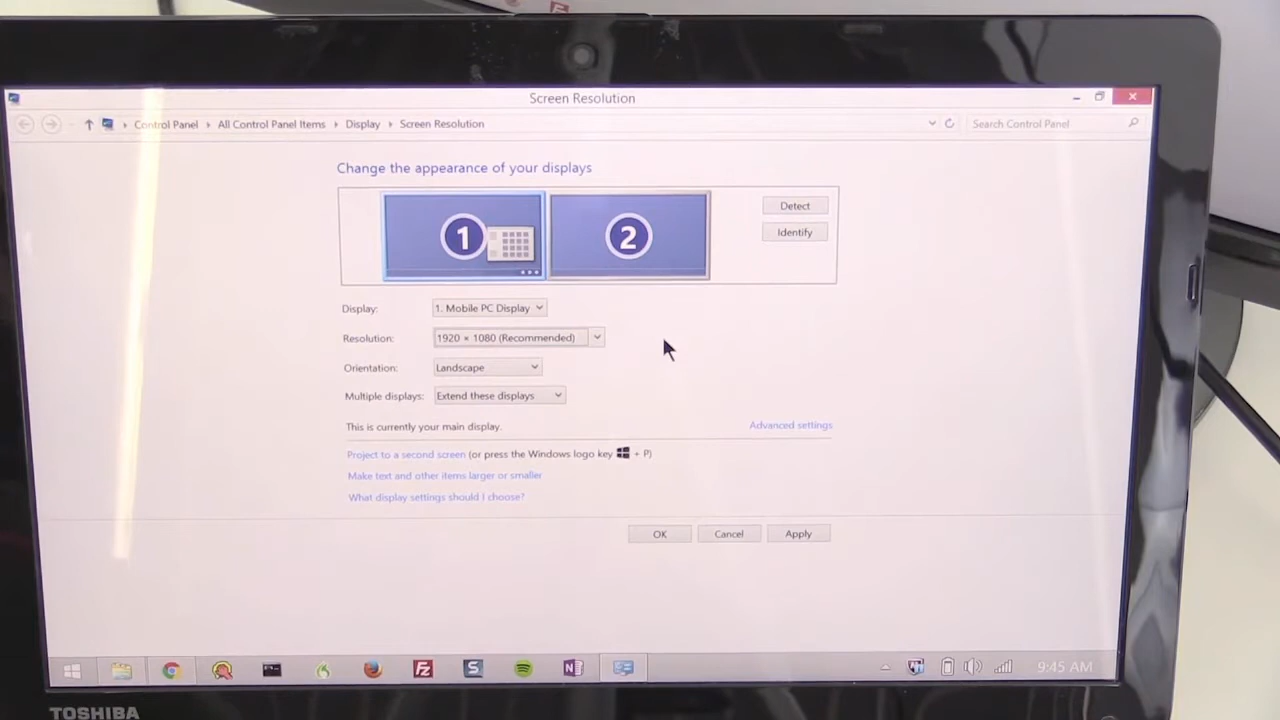 Screen Resolution
Control Panel All Control Panel Items Display Screen Resolution Search Control Panel
Change the appearance of your displays
1 2
Detect
Identify
Display: 1. Mobile PC Display
Resolution: 1920 × 1080 (Recommended)
Orientation: Landscape
Multiple displays: Extend these displays
This is currently your main display. Advanced settings
Project to a second screen (or press the Windows logo key + P)
Make text and other items larger or smaller
What display settings should I choose?
OK Cancel Apply
Fz S N 9:45 AM
TOSHIBA